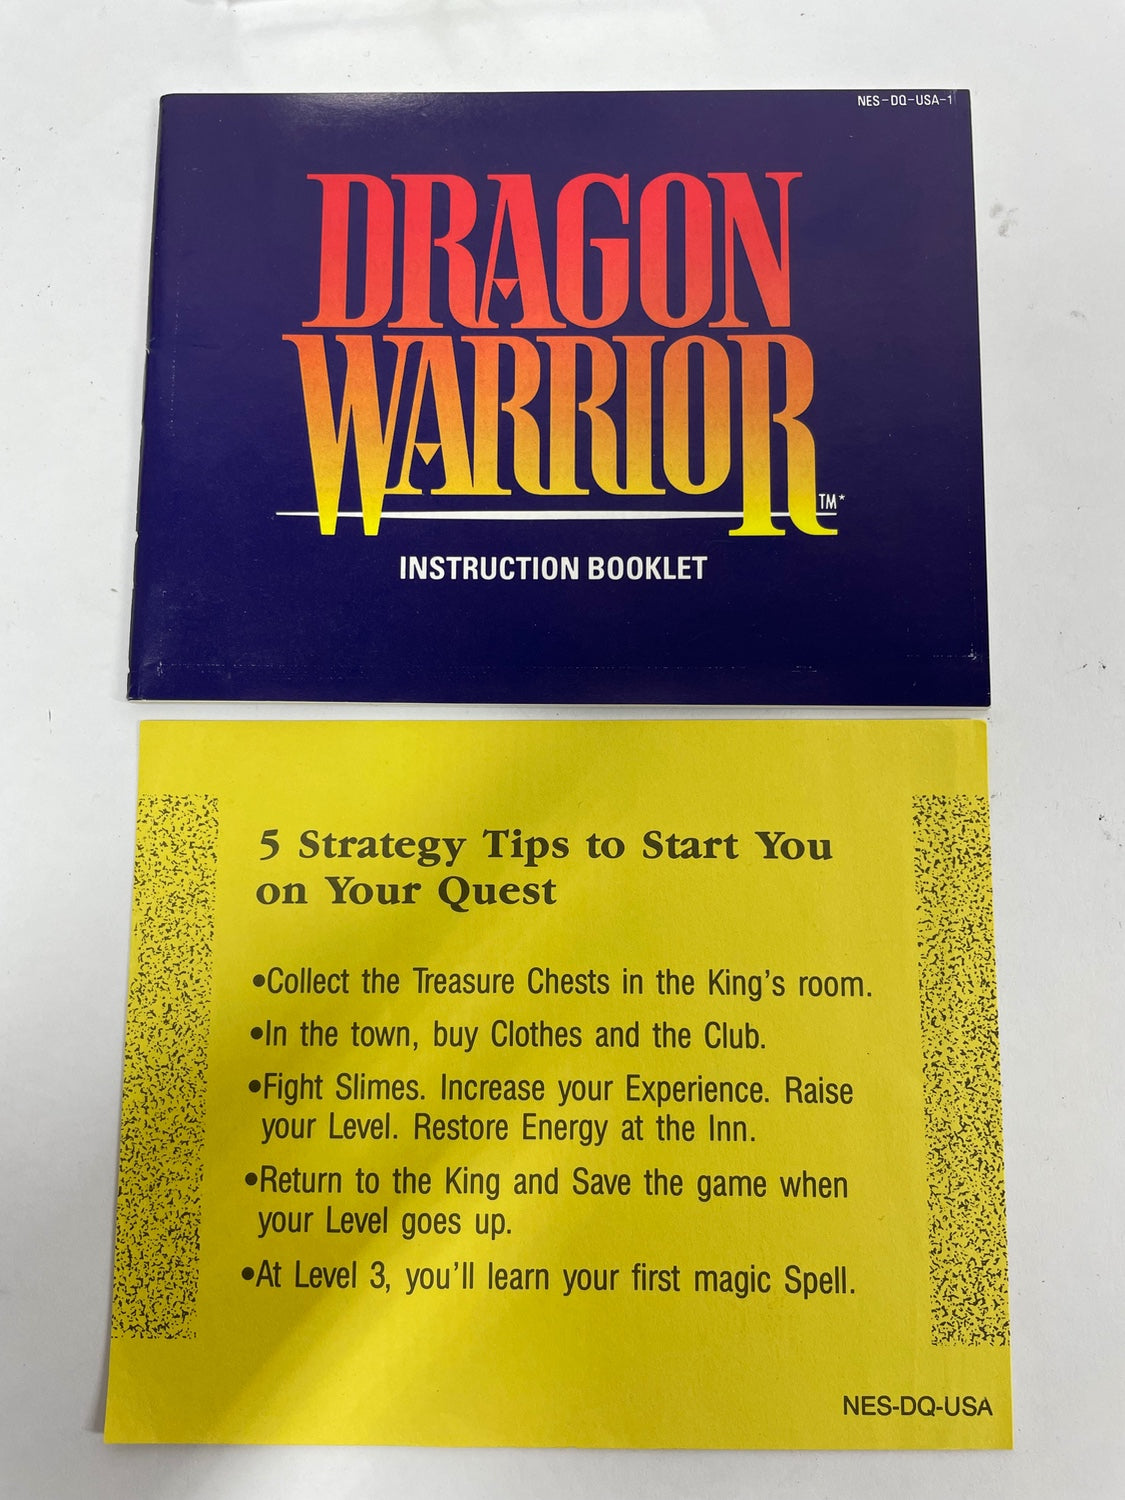 NES-DQ-USA-1
DRAGON
WARRIOR
TM*
INSTRUCTION BOOKLET
5 Strategy Tips to Start You
on Your Quest
•Collect the Treasure Chests in the King's room.
•In the town, buy Clothes and the Club.
•Fight Slimes. Increase your Experience. Raise
your Level. Restore Energy at the Inn.
•Return to the King and Save the game when
your Level goes up.
•At Level 3, you'll learn your first magic Spell.
NES-DQ-USA